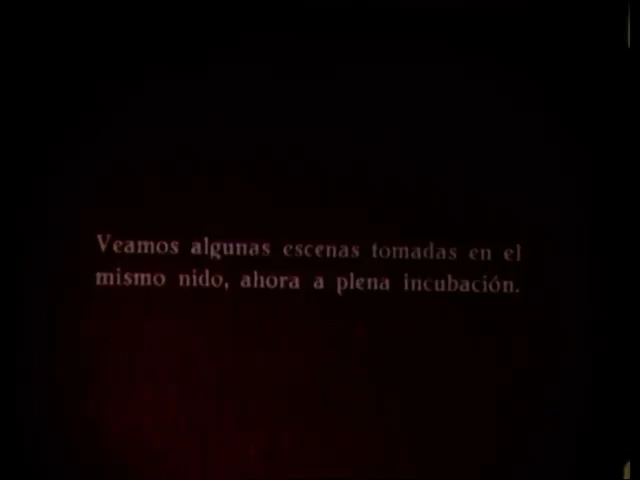 Veamos algunas escenas tomadas en el
mismo nido, ahora a plena incubación.